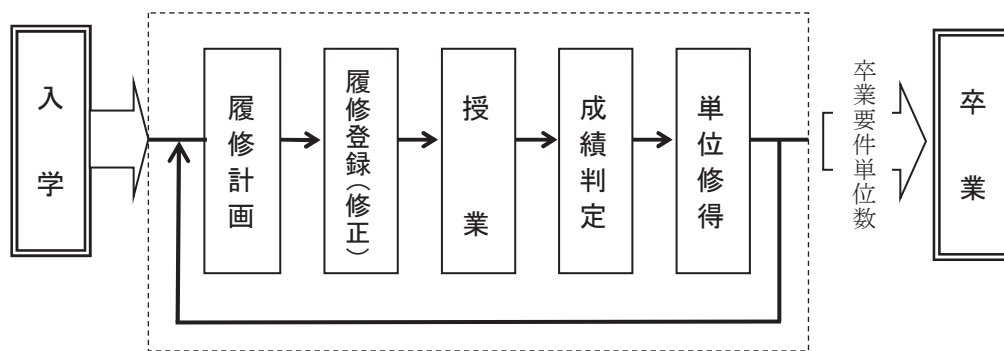 入学
履修計画
履修登録(修正)
授業
成績判定
単位修得
卒業要件単位数
卒業